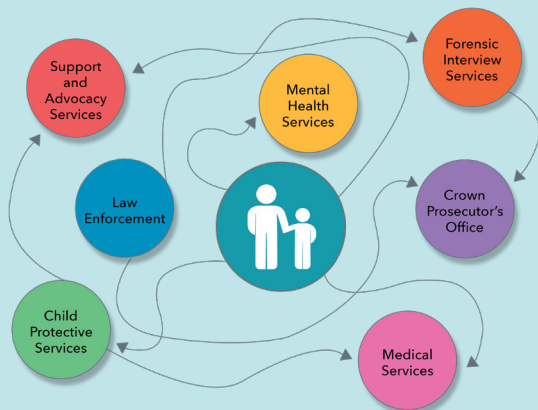 Support
and
Advocacy
Services
Forensic
Interview
Services
Mental
Health
Services
Law
Enforcement
Crown
Prosecutor's
Office
Child
Protective
Services
Medical
Services